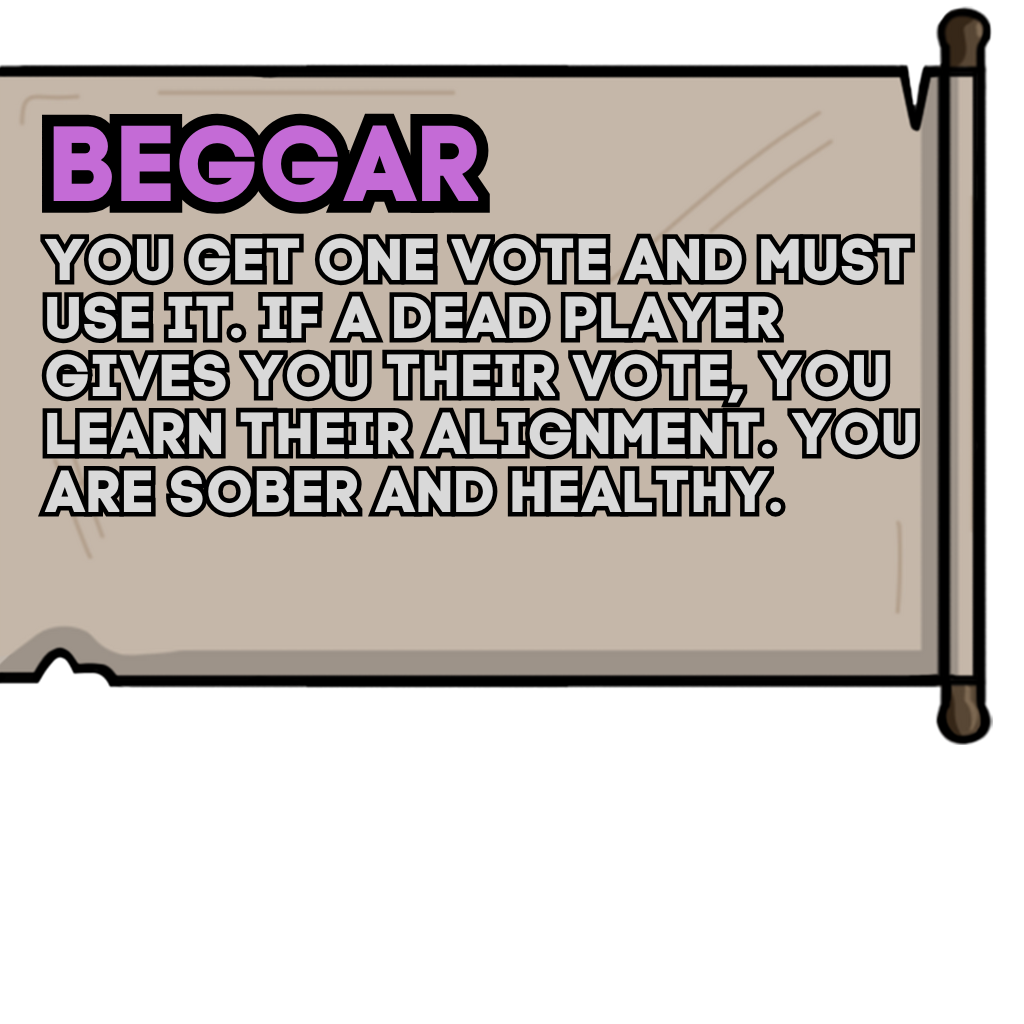 BEGGAR
YOU GET ONE VOTE AND MUST
USE IT. IF A DEAD PLAYER
GIVES YOU THEIR VOTE, YOU
LEARN THEIR ALIGNMENT. YOU
ARE SOBER AND HEALTHY.